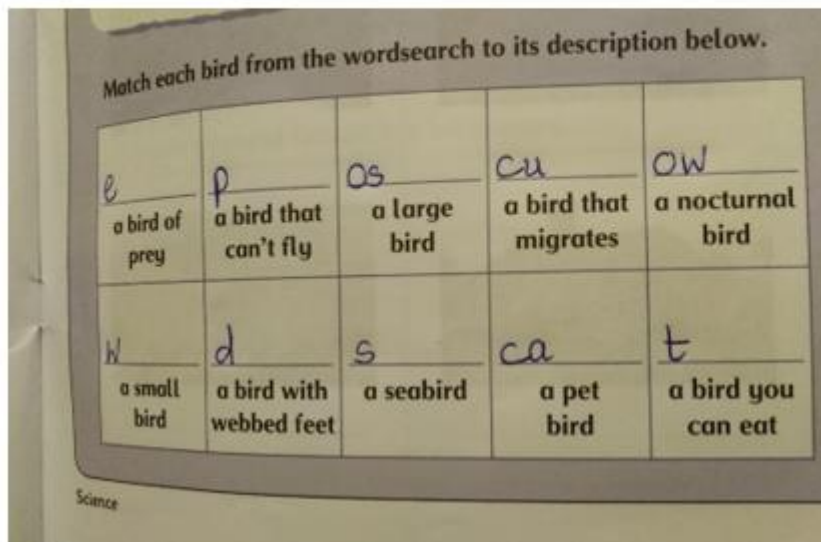 Match each bird from the wordsearch to its description below.
e p os cu ow
a bird of a bird that a large a bird that a nocturnal
prey can't fly bird migrates bird
w d s ca t
a small a bird with a seabird a pet a bird you
bird webbed feet bird can eat
Science